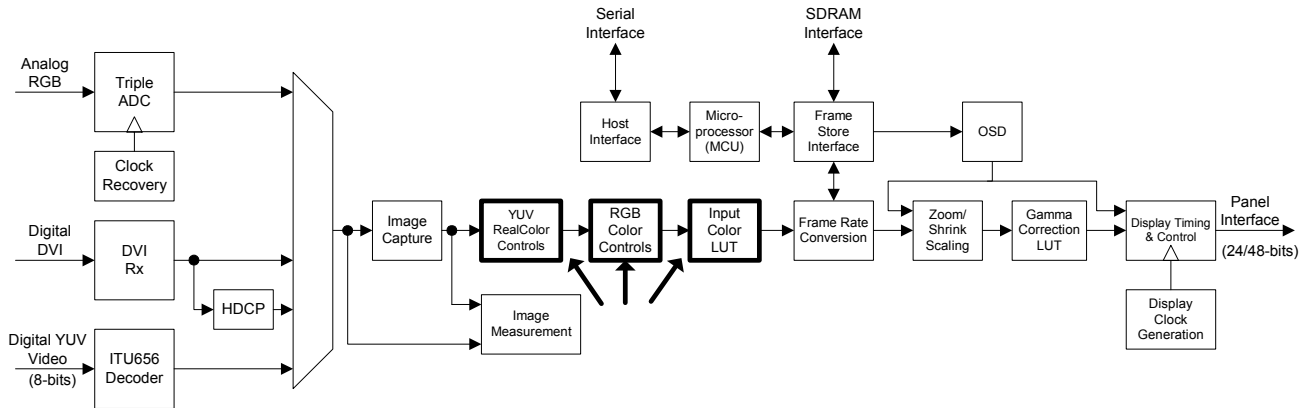 Serial
Interface
SDRAM
Interface
Analog
RGB
Triple
ADC
Clock
Recovery
Host
Interface
Micro-
processor
(MCU)
Frame
Store
Interface
OSD
Digital
DVI
DVI
Rx
HDCP
Digital YUV
Video
(8-bits)
ITU656
Decoder
Image
Capture
YUV
RealColor
Controls
RGB
Color
Controls
Input
Color
LUT
Image
Measurement
Frame Rate
Conversion
Zoom/
Shrink
Scaling
Gamma
Correction
LUT
Display Timing
& Control
Panel
Interface
(24/48-bits)
Display
Clock
Generation